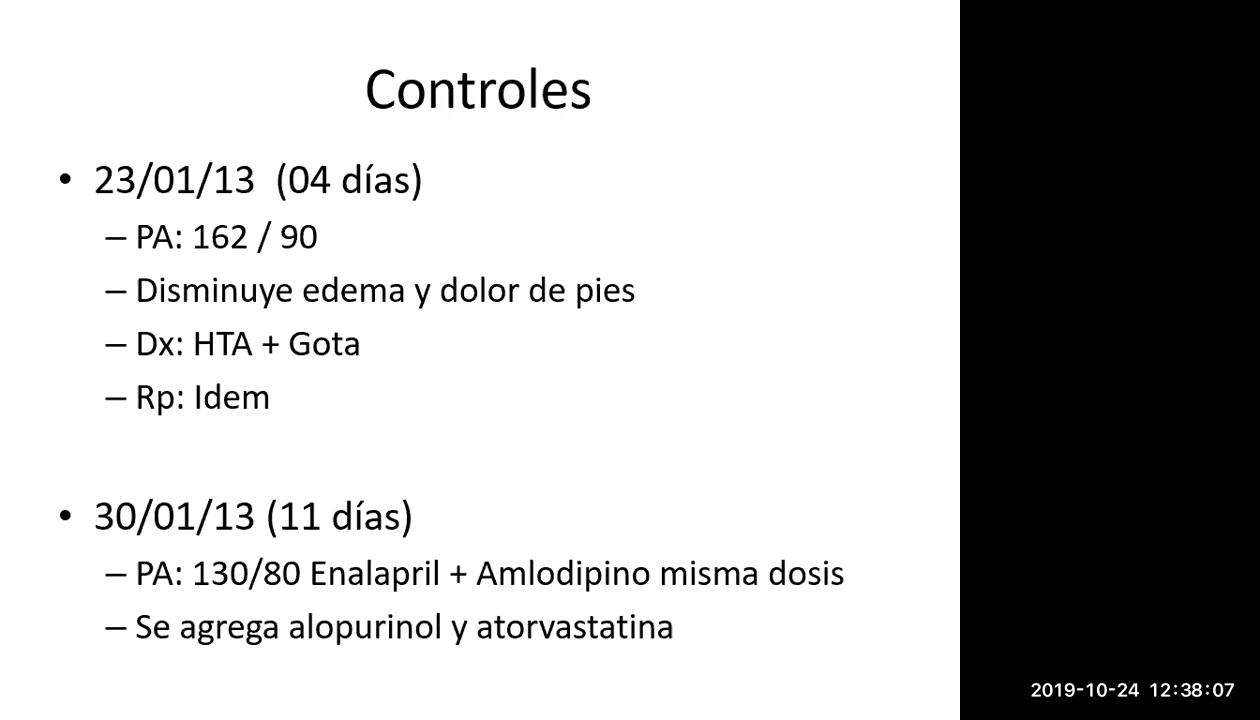 Controles
• 23/01/13 (04 días)
– PA: 162 / 90
– Disminuye edema y dolor de pies
– Dx: HTA + Gota
– Rp: Idem
• 30/01/13 (11 días)
– PA: 130/80 Enalapril + Amlodipino misma dosis
– Se agrega alopurinol y atorvastatina
2019-10-24 12:38:07